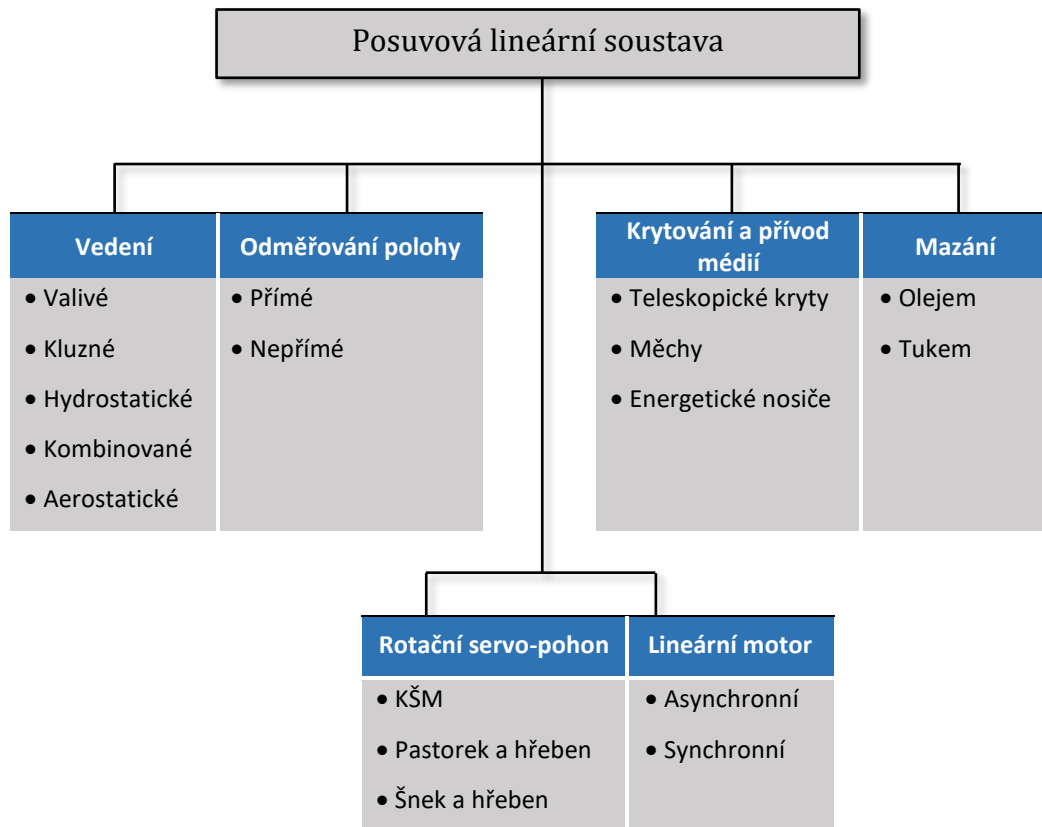 Posuvová lineární soustava
Vedení
• Valivé
• Kluzné
• Hydrostatické
• Kombinované
• Aerostatické
Odměřování polohy
• Přímé
• Nepřímé
Krytování a přívod
médií
• Teleskopické kryty
• Měchy
• Energetické nosiče
Mazání
• Olejem
• Tukem
Rotační servo-pohon
• KŠM
• Pastorek a hřeben
• Šnek a hřeben
Lineární motor
• Asynchronní
• Synchronní